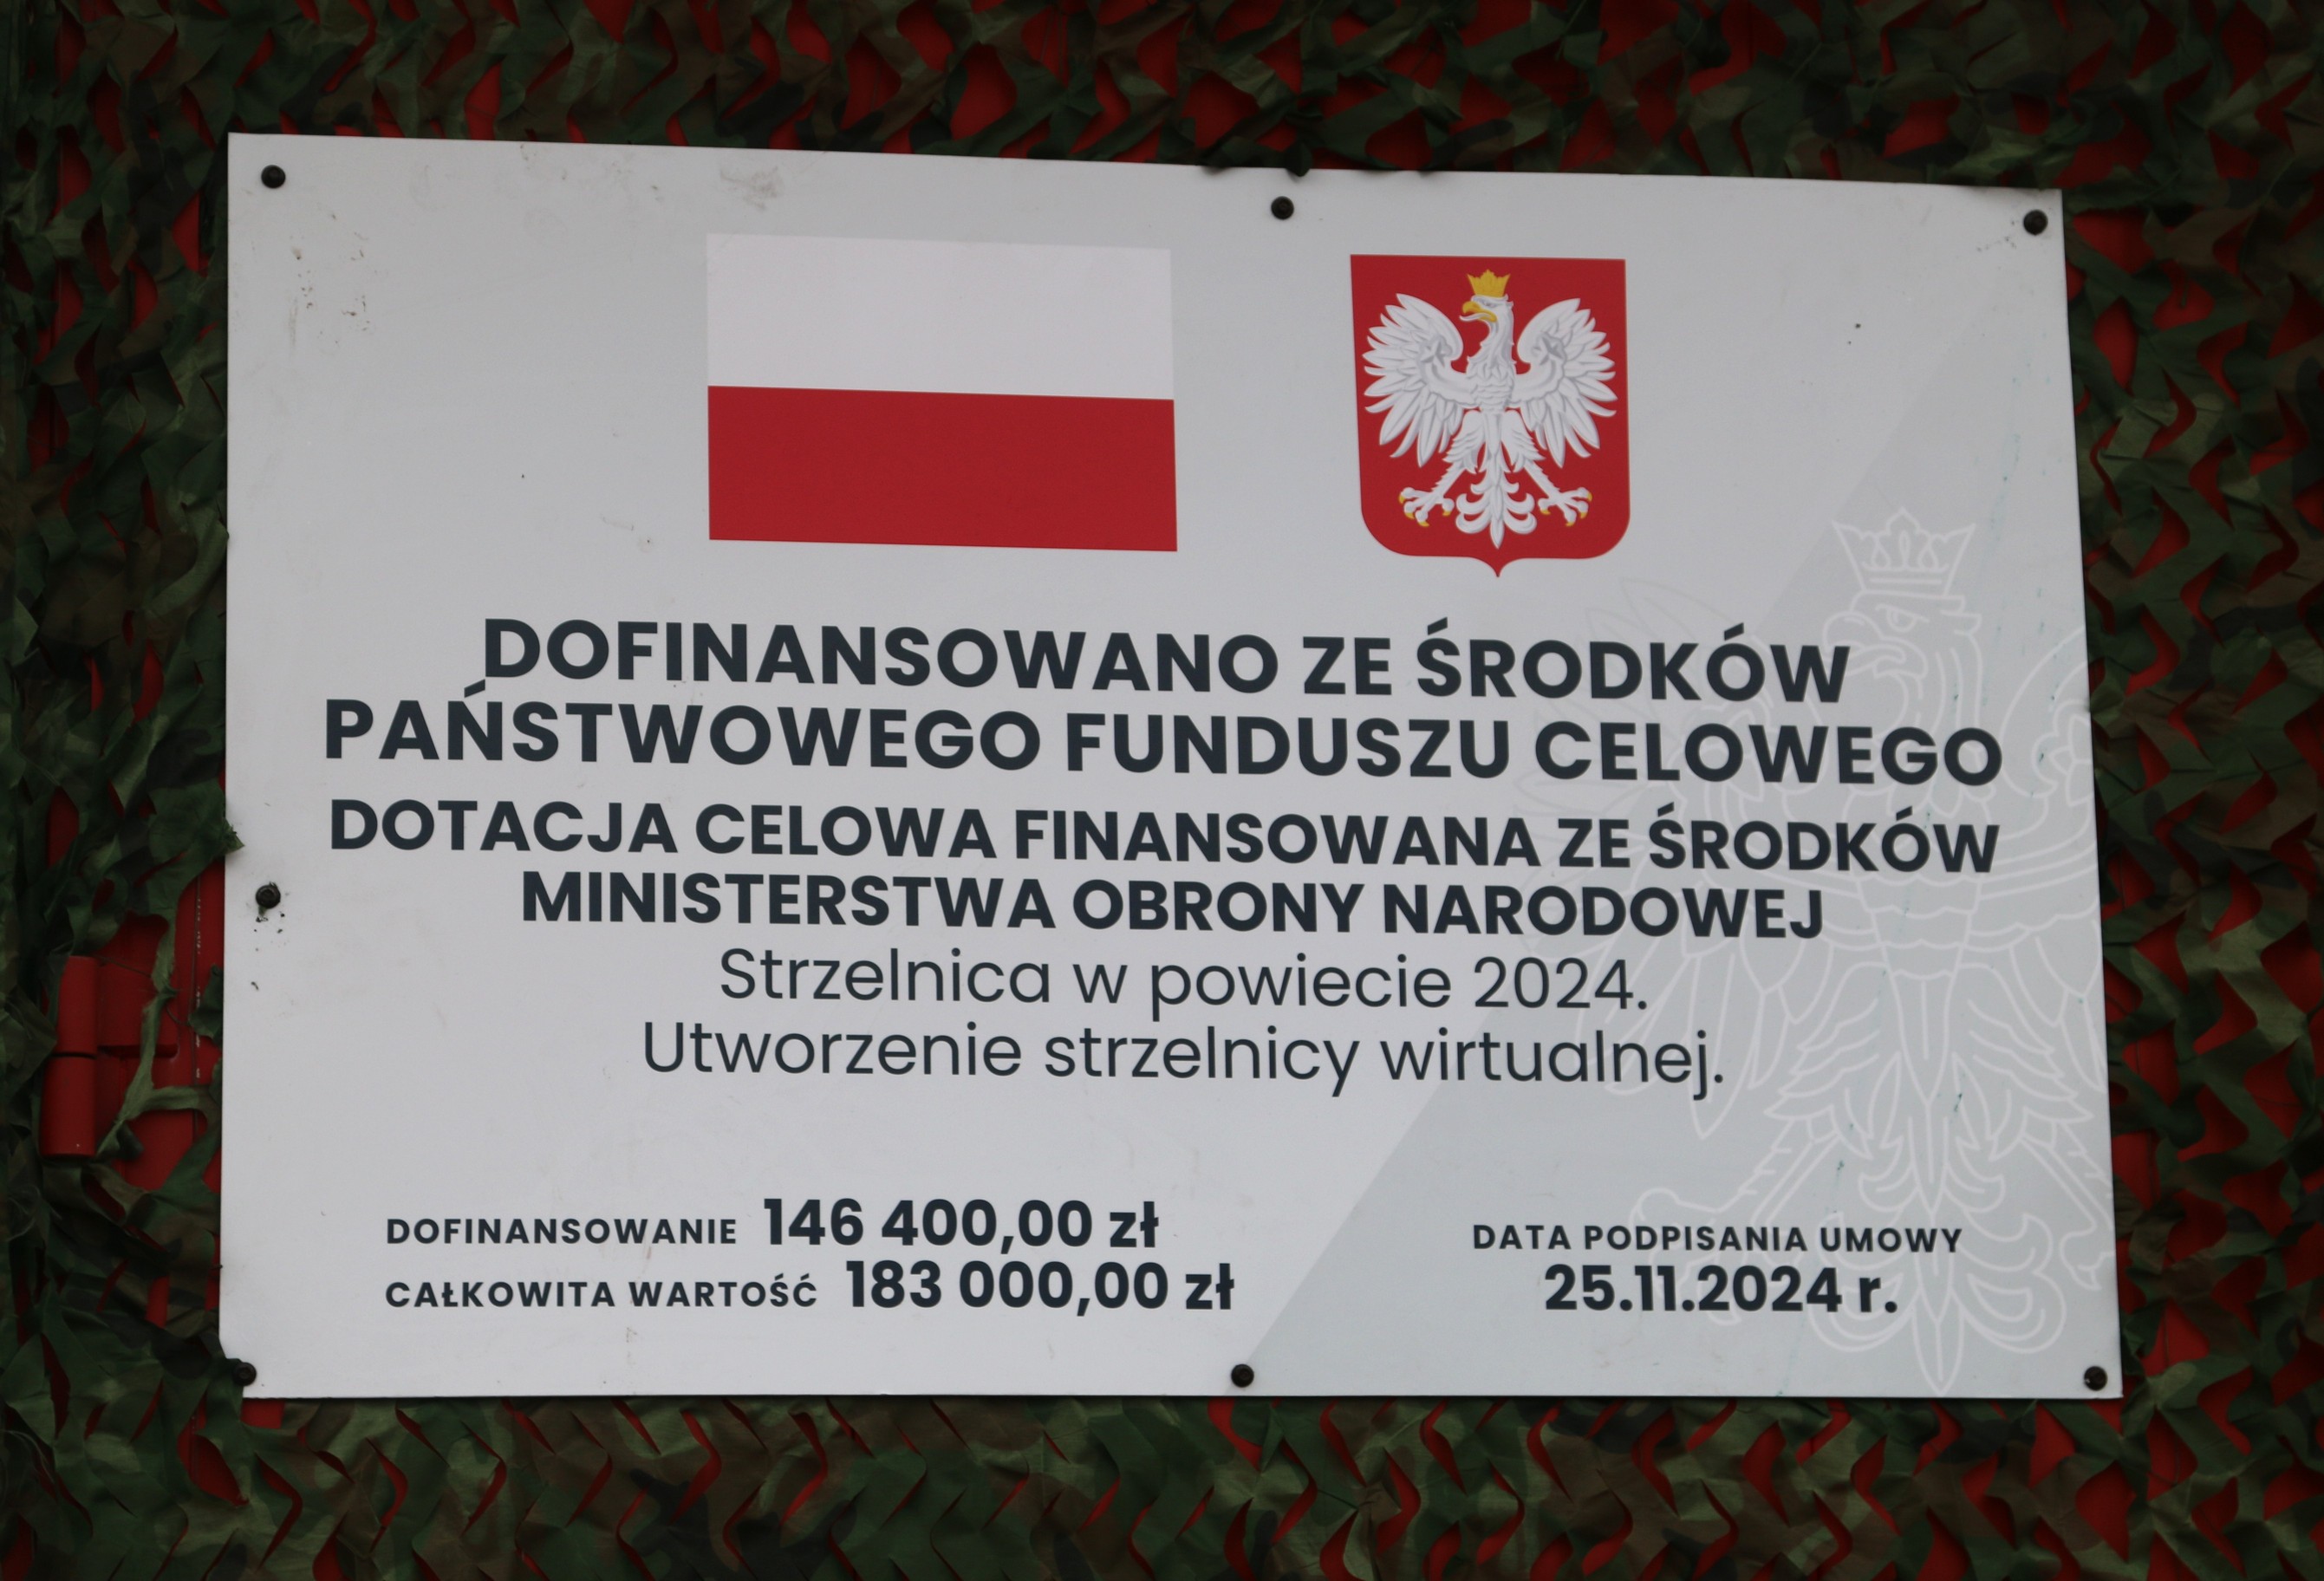 DOFINANSOWANO ZE ŚRODKÓW
PAŃSTWOWEGO FUNDUSZU CELOWEGO
DOTACJA CELOWA FINANSOWANA ZE ŚRODKÓW
MINISTERSTWA OBRONY NARODOWEJ
Strzelnica w powiecie 2024.
Utworzenie strzelnicy wirtualnej.
DOFINANSOWANIE 146 400,00 zł
CAŁKOWITA WARTOŚĆ 183 000,00 zł
DATA PODPISANIA UMOWY
25.11.2024 r.